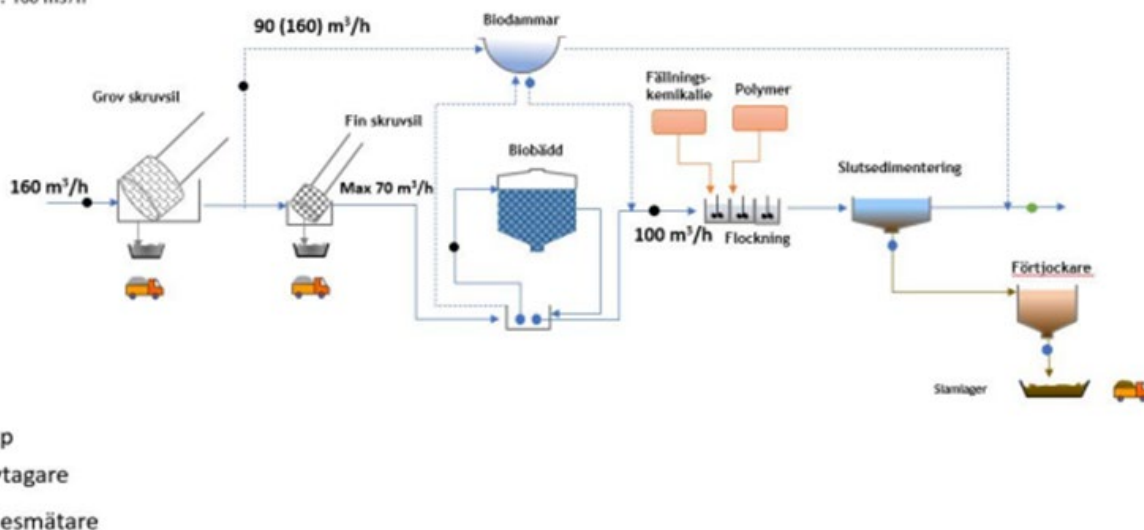 90 (160) m³/h
Biodammar
Grov skruvsil
Fällnings-
kemikalie
Polymer
Fin skruvsil
Biobädd
160 m³/h
Max 70 m³/h
Slutsedimentering
100 m³/h
Flockning
Förtjockare
Slamlager
p
tagare
esmätare